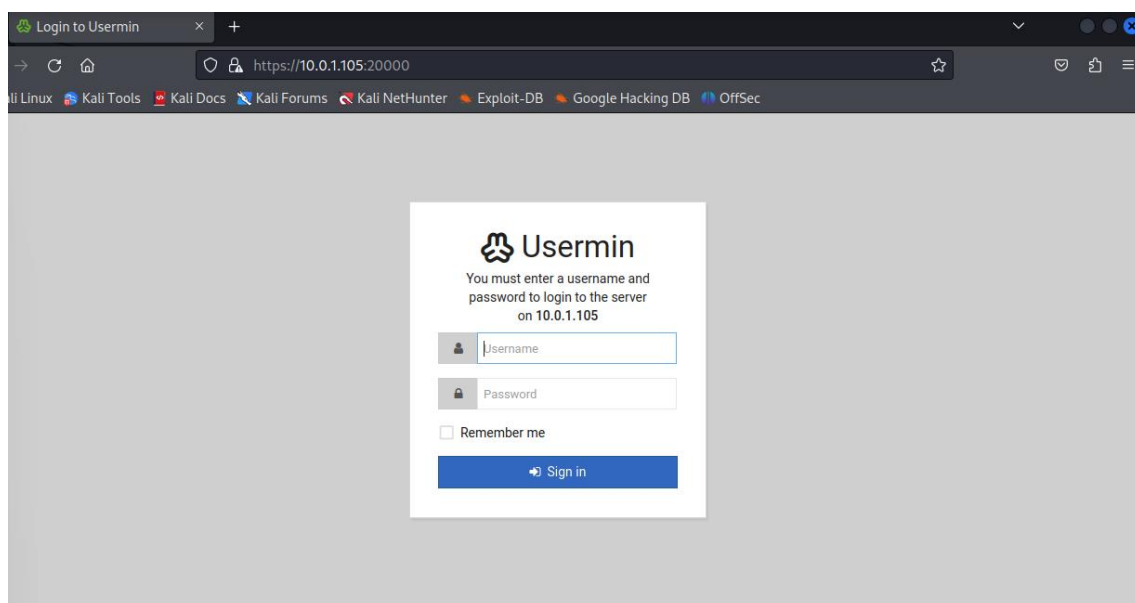 Login to Usermin
https://10.0.1.105:20000
Linux Kali Tools Kali Docs Kali Forums Kali NetHunter Exploit-DB Google Hacking DB OffSec
Usermin
You must enter a username and
password to login to the server
on 10.0.1.105
Username
Password
Remember me
Sign in